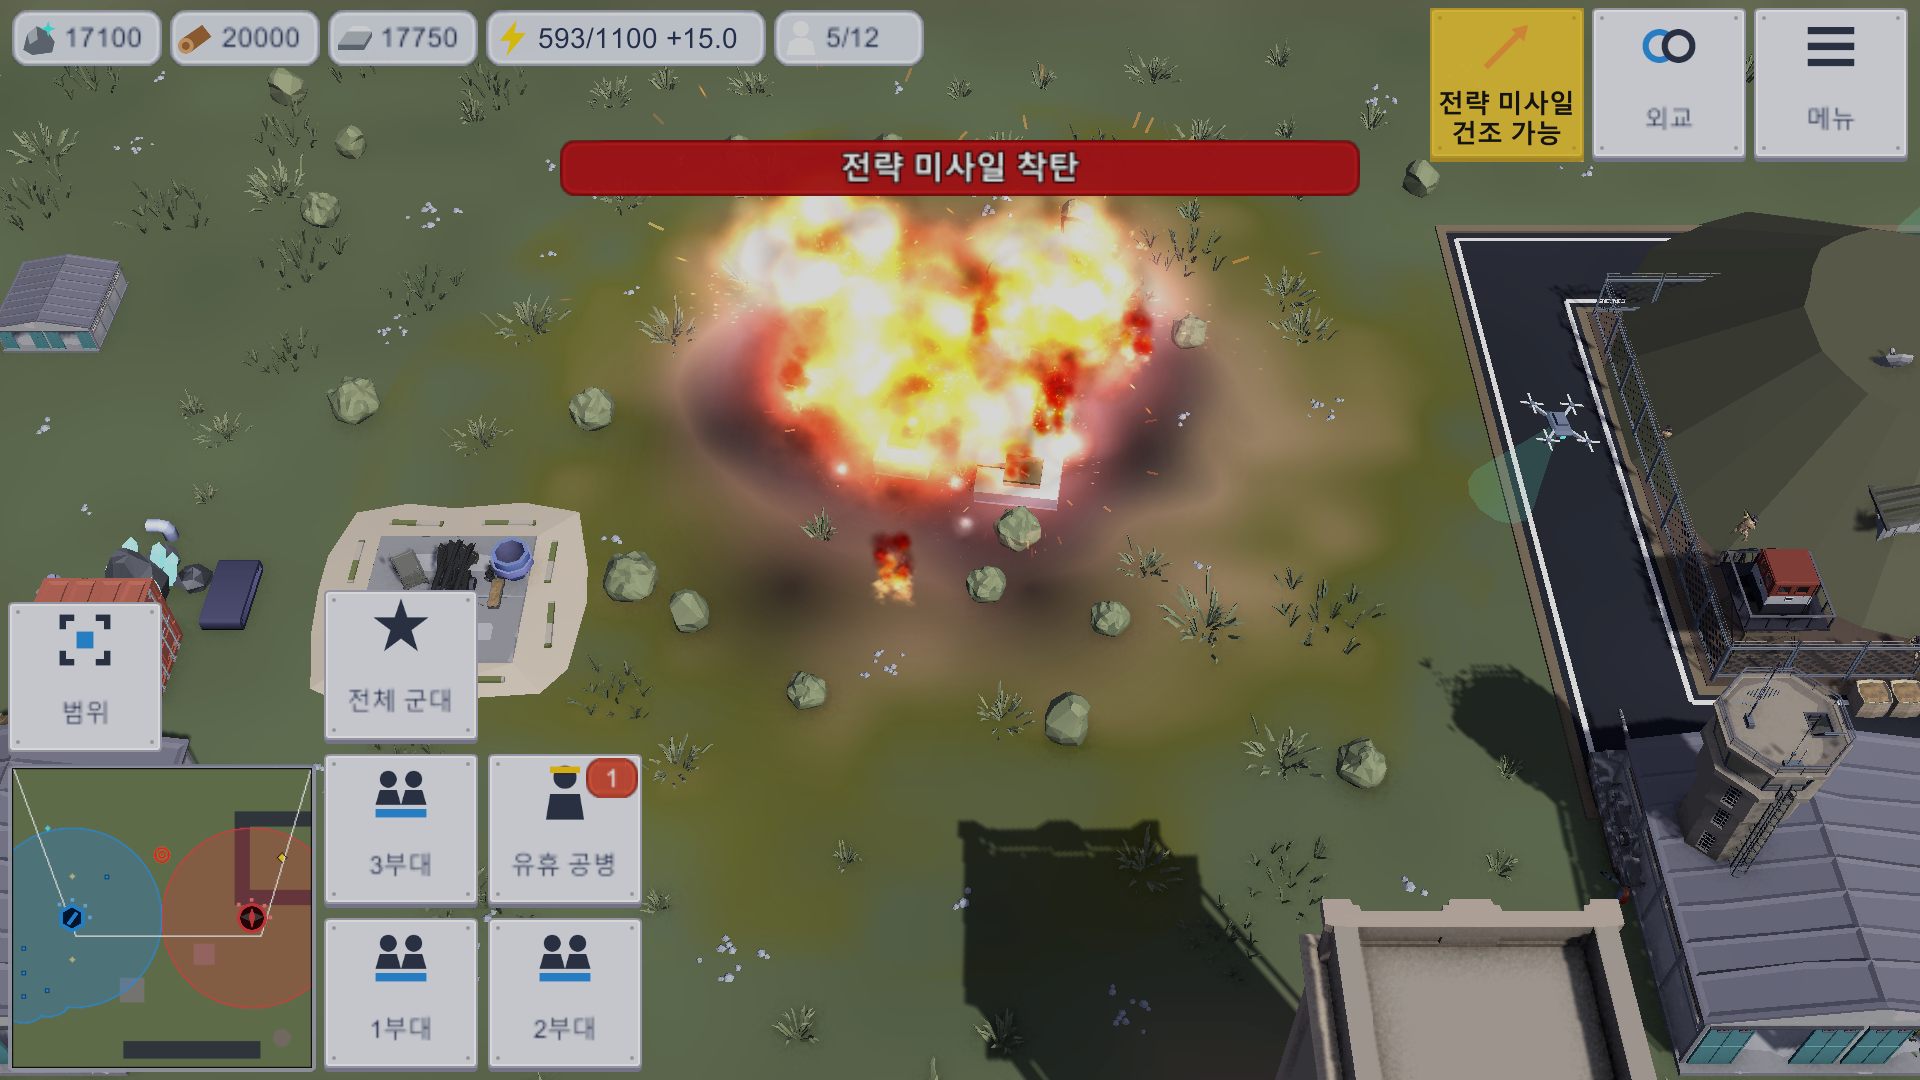 17100
20000
17750
593/1100 +15.0
5/12
전략 미사일
건조 가능
외교
메뉴
전략 미사일 착탄
범위
전체 군대
3부대
1
유휴 공병
1부대
2부대